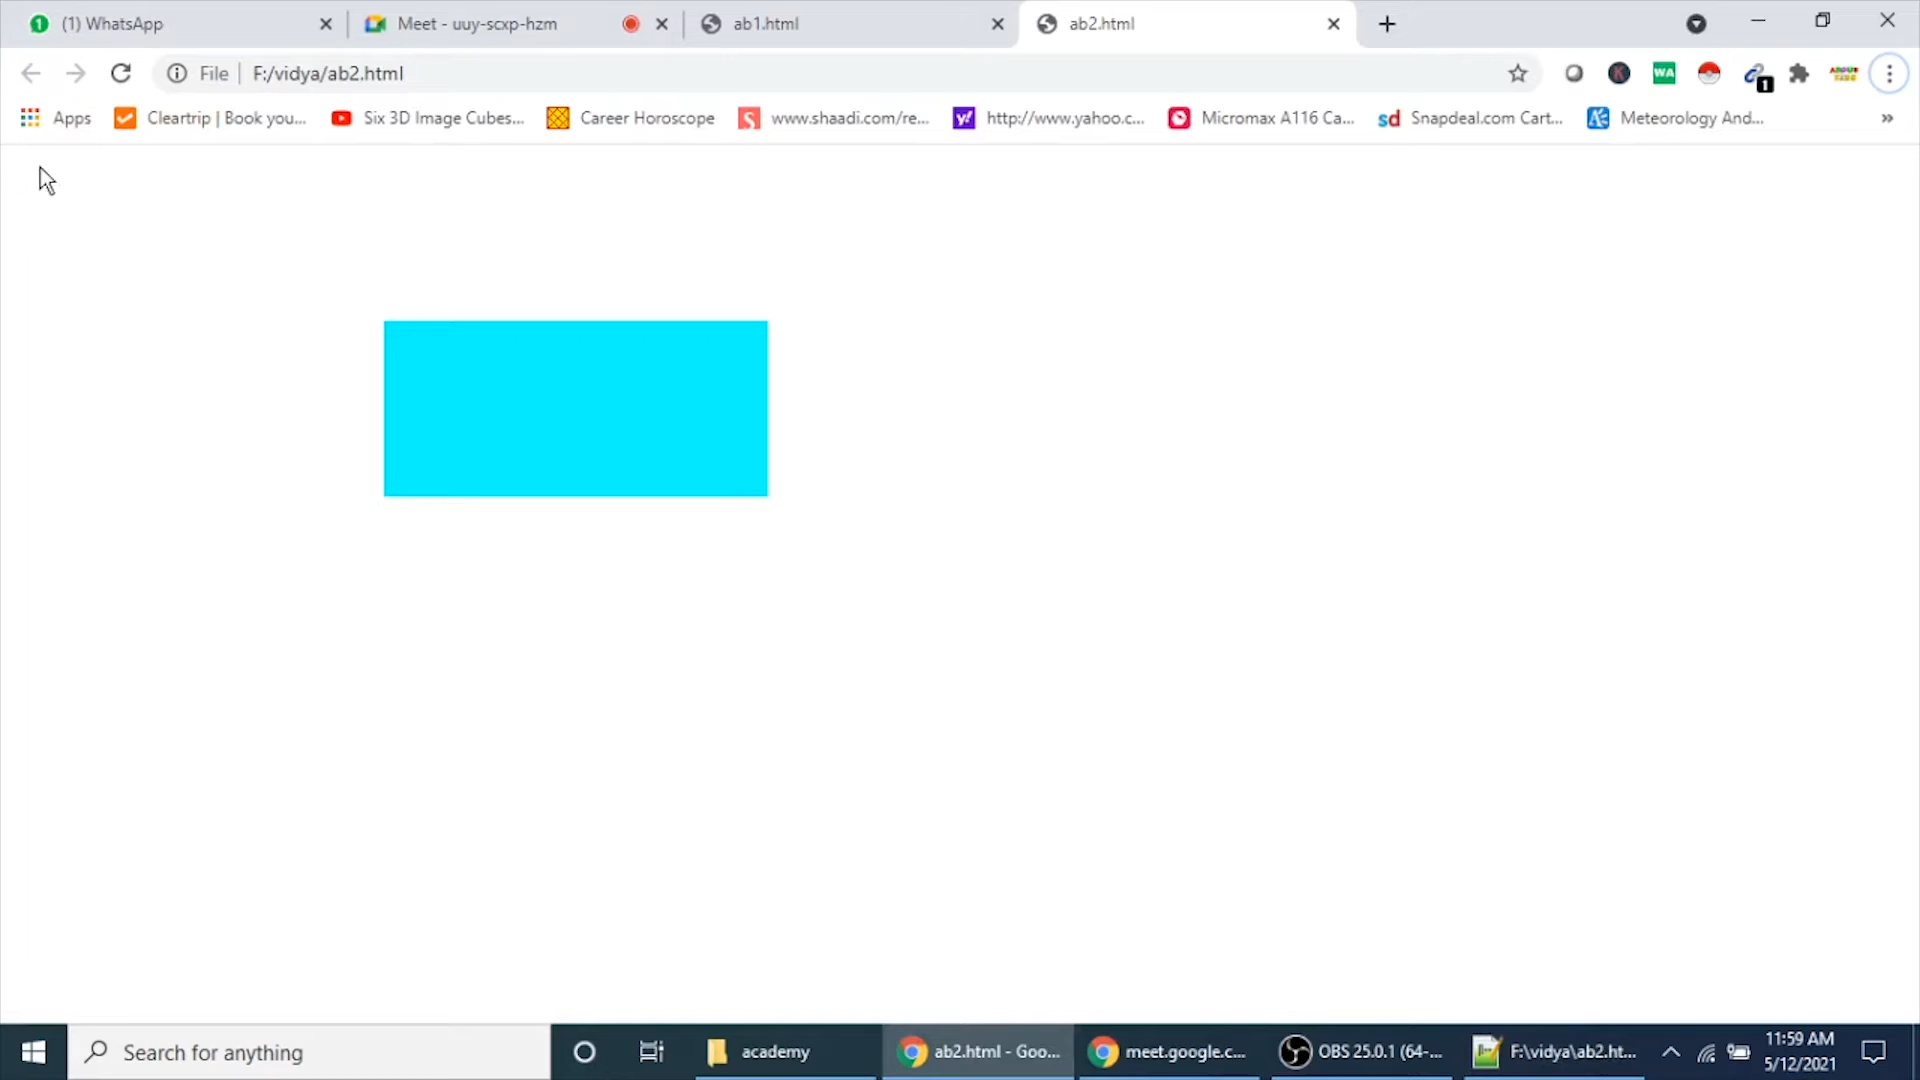 (1) WhatsApp
Meet - uuy-scxp-hzm
ab1.html
ab2.html
File
F:/vidya/ab2.html
WA
K
1
Apps
Cleartrip | Book you...
Six 3D Image Cubes...
Career Horoscope
www.shaadi.com/re...
http://www.yahoo.c...
Micromax A116 Ca...
sd Snapdeal.com Cart...
Meteorology And...
»
Search for anything
academy
ab2.html - Goo...
meet.google.c...
OBS 25.0.1 (64-...
F:\vidya\ab2.ht...
11:59 AM
5/12/2021